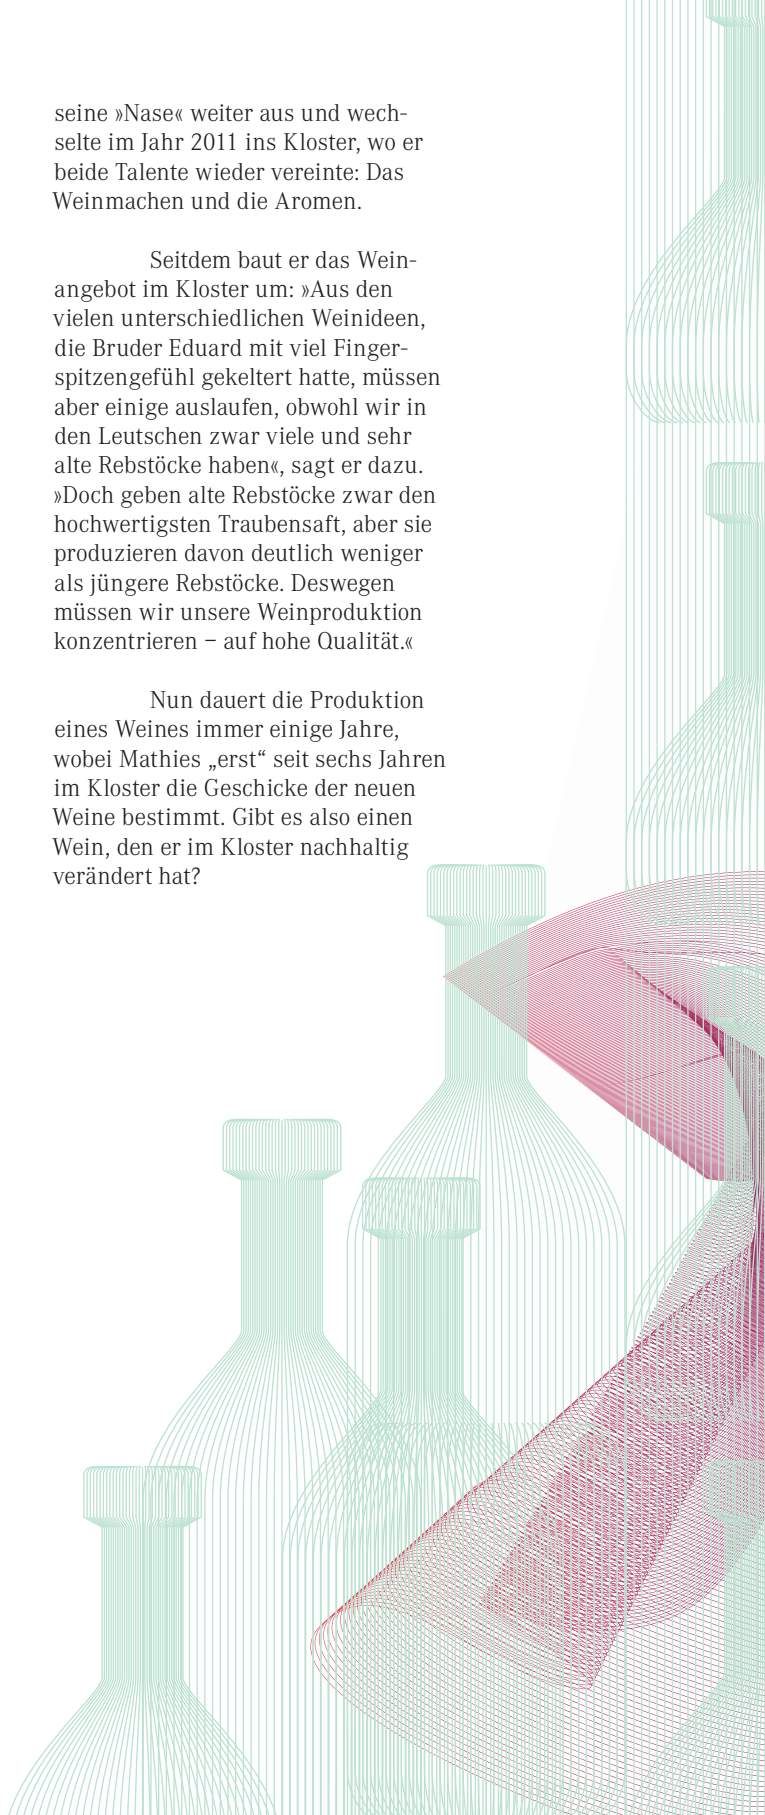 seine »Nase« weiter aus und wech-
selte im Jahr 2011 ins Kloster, wo er
beide Talente wieder vereinte: Das
Weinmachen und die Aromen.
Seitdem baut er das Wein-
angebot im Kloster um: »Aus den
vielen unterschiedlichen Weinideen,
die Bruder Eduard mit viel Finger-
spitzengefühl gekeltert hatte, müssen
aber einige auslaufen, obwohl wir in
den Leutschen zwar viele und sehr
alte Rebstöcke haben«, sagt er dazu.
»Doch geben alte Rebstöcke zwar den
hochwertigsten Traubensaft, aber sie
produzieren davon deutlich weniger
als jüngere Rebstöcke. Deswegen
müssen wir unsere Weinproduktion
konzentrieren – auf hohe Qualität.«
Nun dauert die Produktion
eines Weines immer einige Jahre,
wobei Mathies „erst“ seit sechs Jahren
im Kloster die Geschicke der neuen
Weine bestimmt. Gibt es also einen
Wein, den er im Kloster nachhaltig
verändert hat?